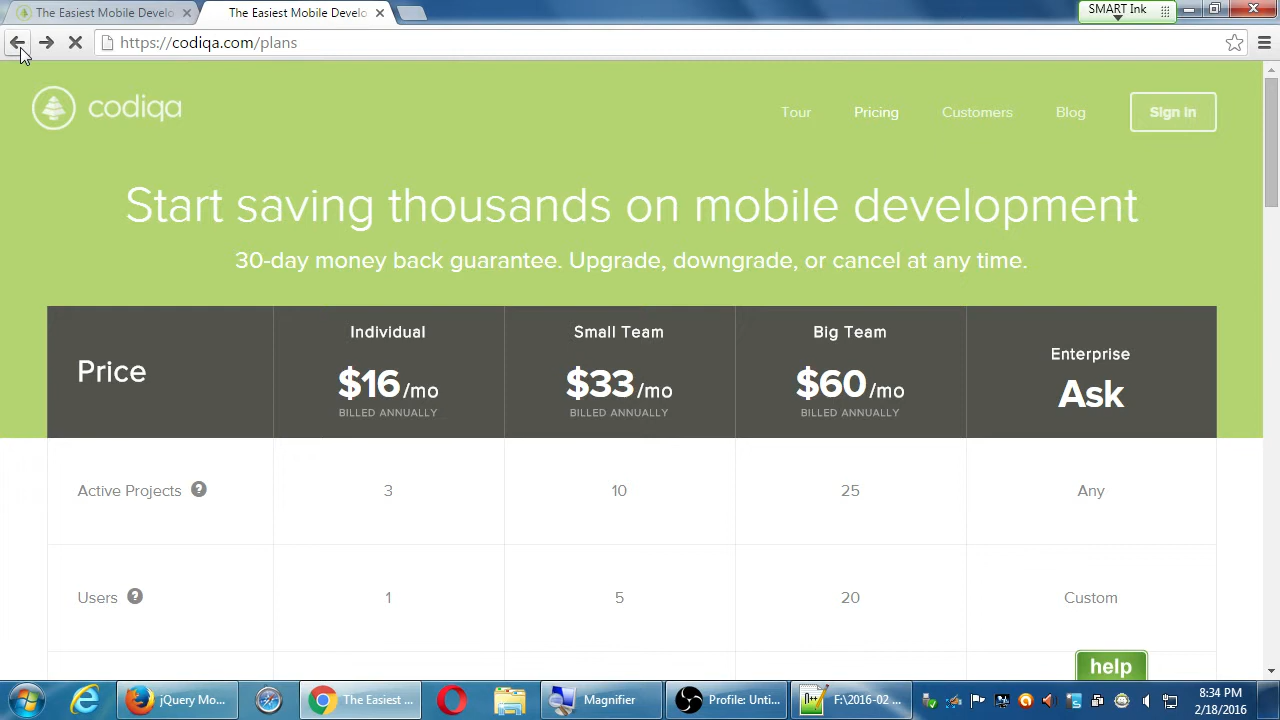 The Easiest Mobile Develo
The Easiest Mobile Develo
SMART Ink
https://codiqa.com/plans
codiqa
Tour
Pricing
Customers
Blog
Sign In
Start saving thousands on mobile development
30-day money back guarantee. Upgrade, downgrade, or cancel at any time.
Price
Individual
$16/mo
BILLED ANNUALLY
Small Team
$33/mo
BILLED ANNUALLY
Big Team
$60/mo
BILLED ANNUALLY
Enterprise
Ask
Active Projects ?
3
10
25
Any
Users ?
1
5
20
Custom
help
jQuery Mo...
The Easiest ...
Magnifier
Profile: Unti...
F:\2016-02 ...
8:34 PM
2/18/2016